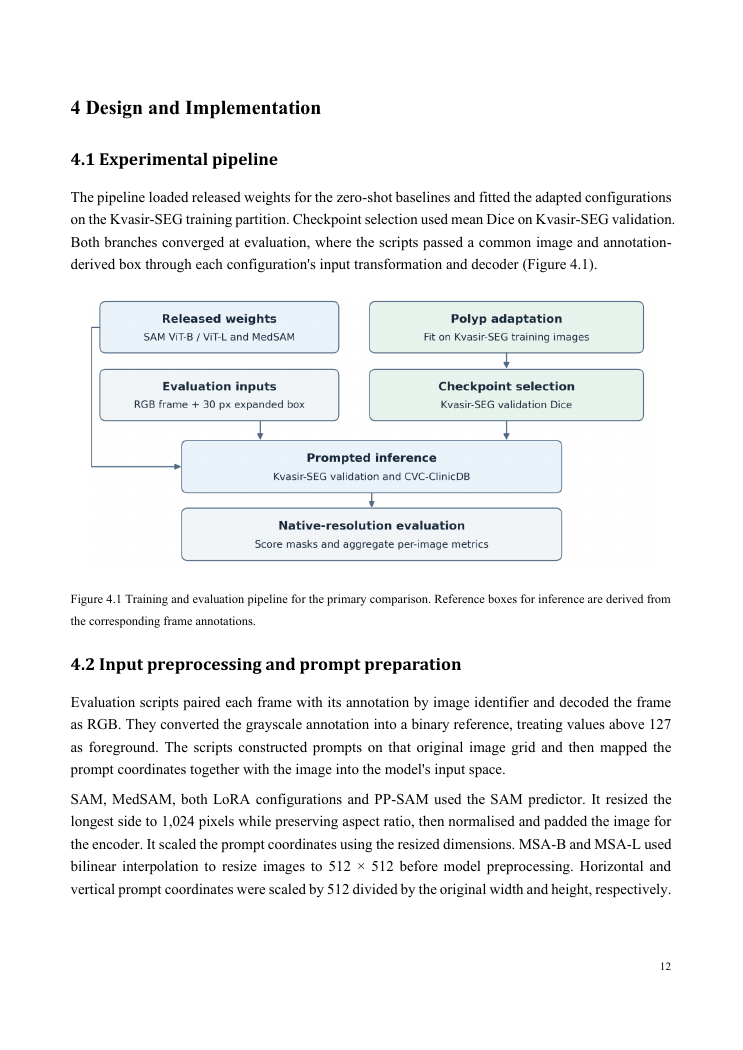 4 Design and Implementation
4.1 Experimental pipeline
The pipeline loaded released weights for the zero-shot baselines and fitted the adapted configurations
on the Kvasir-SEG training partition. Checkpoint selection used mean Dice on Kvasir-SEG validation.
Both branches converged at evaluation, where the scripts passed a common image and annotation-
derived box through each configuration's input transformation and decoder (Figure 4.1).
Released weights
SAM ViT-B / ViT-L and MedSAM
Polyp adaptation
Fit on Kvasir-SEG training images
Evaluation inputs
RGB frame + 30 px expanded box
Checkpoint selection
Kvasir-SEG validation Dice
Prompted inference
Kvasir-SEG validation and CVC-ClinicDB
Native-resolution evaluation
Score masks and aggregate per-image metrics
Figure 4.1 Training and evaluation pipeline for the primary comparison. Reference boxes for inference are derived from
the corresponding frame annotations.
4.2 Input preprocessing and prompt preparation
Evaluation scripts paired each frame with its annotation by image identifier and decoded the frame
as RGB. They converted the grayscale annotation into a binary reference, treating values above 127
as foreground. The scripts constructed prompts on that original image grid and then mapped the
prompt coordinates together with the image into the model's input space.
SAM, MedSAM, both LoRA configurations and PP-SAM used the SAM predictor. It resized the
longest side to 1,024 pixels while preserving aspect ratio, then normalised and padded the image for
the encoder. It scaled the prompt coordinates using the resized dimensions. MSA-B and MSA-L used
bilinear interpolation to resize images to 512 × 512 before model preprocessing. Horizontal and
vertical prompt coordinates were scaled by 512 divided by the original width and height, respectively.
12